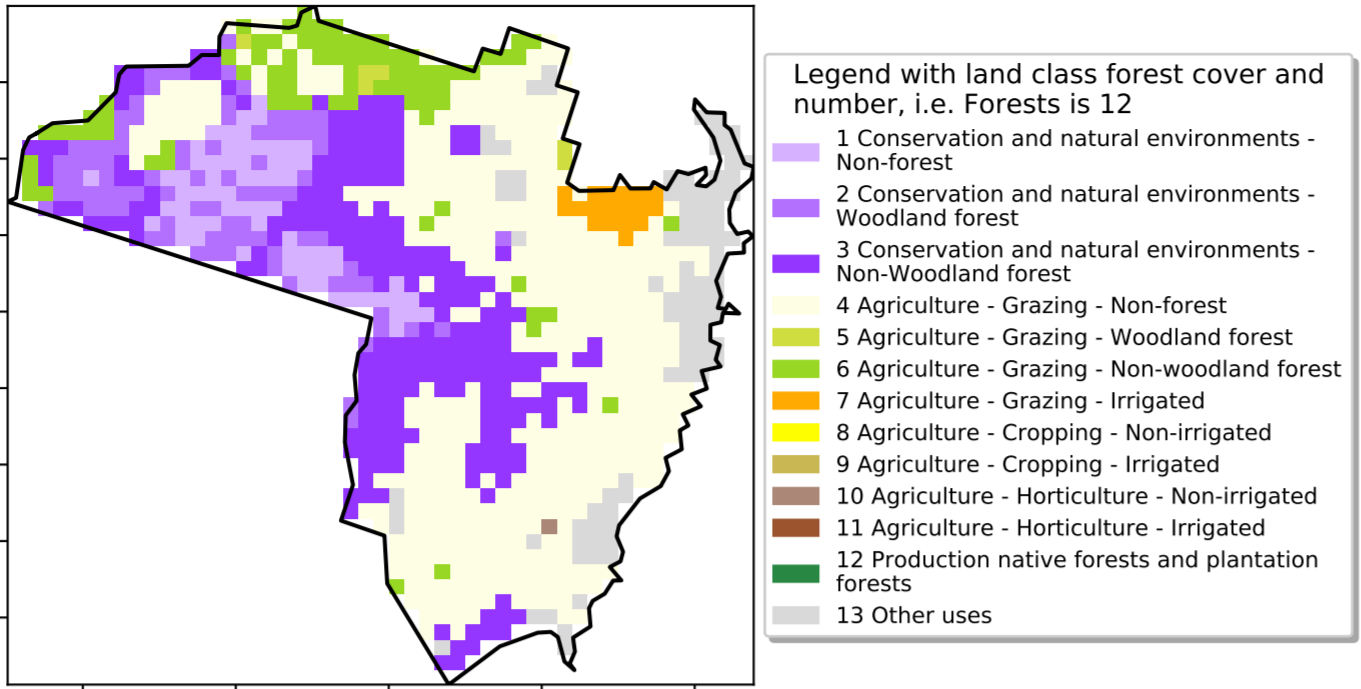 Legend with land class forest cover and
number, i.e. Forests is 12
1 Conservation and natural environments -
Non-forest
2 Conservation and natural environments -
Woodland forest
3 Conservation and natural environments -
Non-Woodland forest
4 Agriculture - Grazing - Non-forest
5 Agriculture - Grazing - Woodland forest
6 Agriculture - Grazing - Non-woodland forest
7 Agriculture - Grazing - Irrigated
8 Agriculture - Cropping - Non-irrigated
9 Agriculture - Cropping - Irrigated
10 Agriculture - Horticulture - Non-irrigated
11 Agriculture - Horticulture - Irrigated
12 Production native forests and plantation
forests
13 Other uses